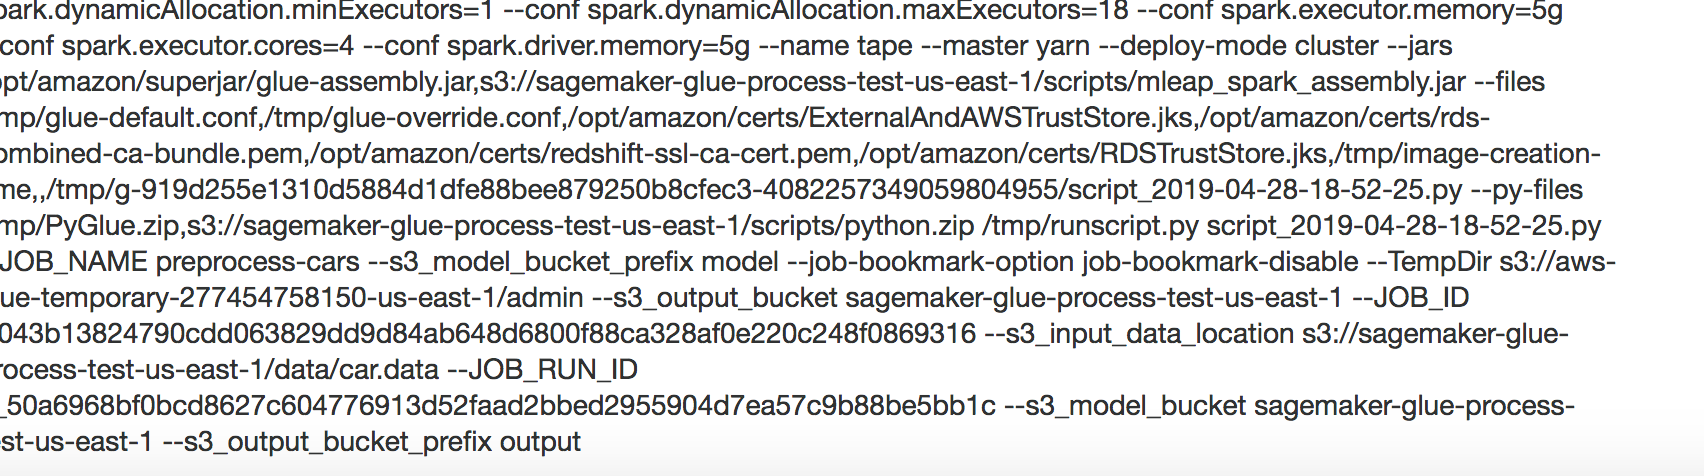 park.dynamicAllocation.minExecutors=1 --conf spark.dynamicAllocation.maxExecutors=18 --conf spark.executor.memory=5g
conf spark.executor.cores=4 --conf spark.driver.memory=5g --name tape --master yarn --deploy-mode cluster --jars
opt/amazon/superjar/glue-assembly.jar,s3://sagemaker-glue-process-test-us-east-1/scripts/mleap_spark_assembly.jar --files
mp/glue-default.conf,/tmp/glue-override.conf,/opt/amazon/certs/ExternalAndAWSTrustStore.jks,/opt/amazon/certs/rds-
ombined-ca-bundle.pem,/opt/amazon/certs/redshift-ssl-ca-cert.pem,/opt/amazon/certs/RDSTrustStore.jks,/tmp/image-creation-
me,,/tmp/g-919d255e1310d5884d1dfe88bee879250b8cfec3-4082257349059804955/script_2019-04-28-18-52-25.py --py-files
mp/PyGlue.zip,s3://sagemaker-glue-process-test-us-east-1/scripts/python.zip /tmp/runscript.py script_2019-04-28-18-52-25.py
JOB_NAME preprocess-cars --s3_model_bucket_prefix model --job-bookmark-option job-bookmark-disable --TempDir s3://aws-
ue-temporary-277454758150-us-east-1/admin --s3_output_bucket sagemaker-glue-process-test-us-east-1 --JOB_ID
043b13824790cdd063829dd9d84ab648d6800f88ca328af0e220c248f0869316 --s3_input_data_location s3://sagemaker-glue-
rocess-test-us-east-1/data/car.data --JOB_RUN_ID
_50a6968bf0bcd8627c604776913d52faad2bbed2955904d7ea57c9b88be5bb1c --s3_model_bucket sagemaker-glue-process-
est-us-east-1 --s3_output_bucket_prefix output